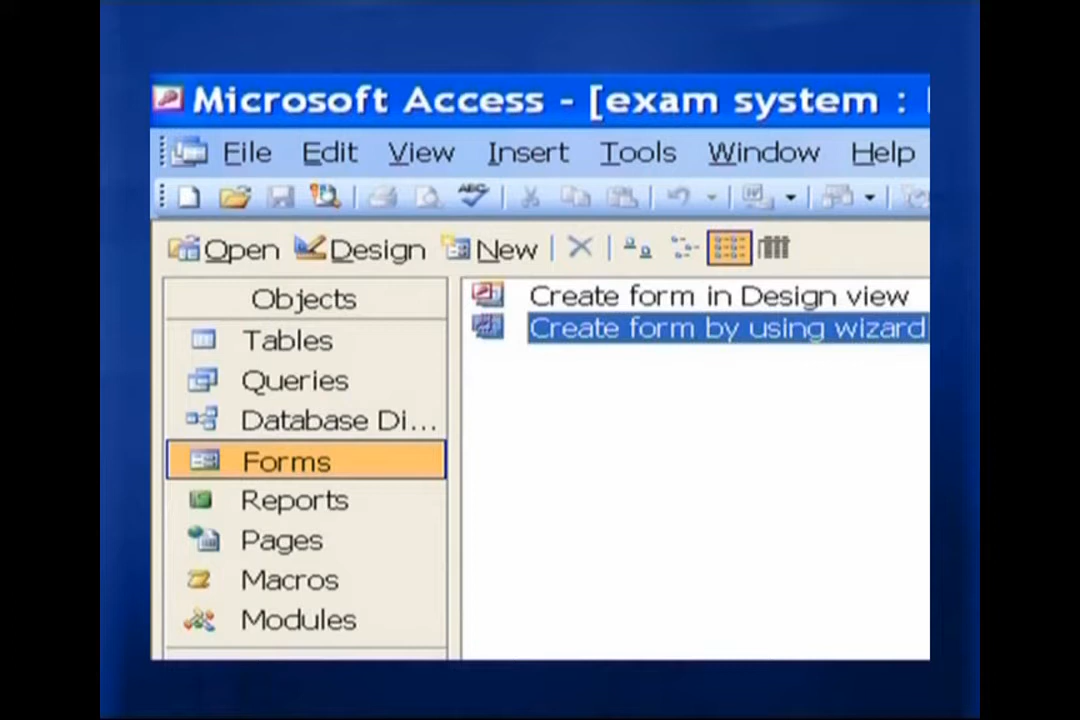 Microsoft Access - [exam system :
File Edit View Insert Tools Window Help
Open Design New
Objects
Tables
Queries
Database Di...
Forms
Reports
Pages
Macros
Modules
Create form in Design view
Create form by using wizard